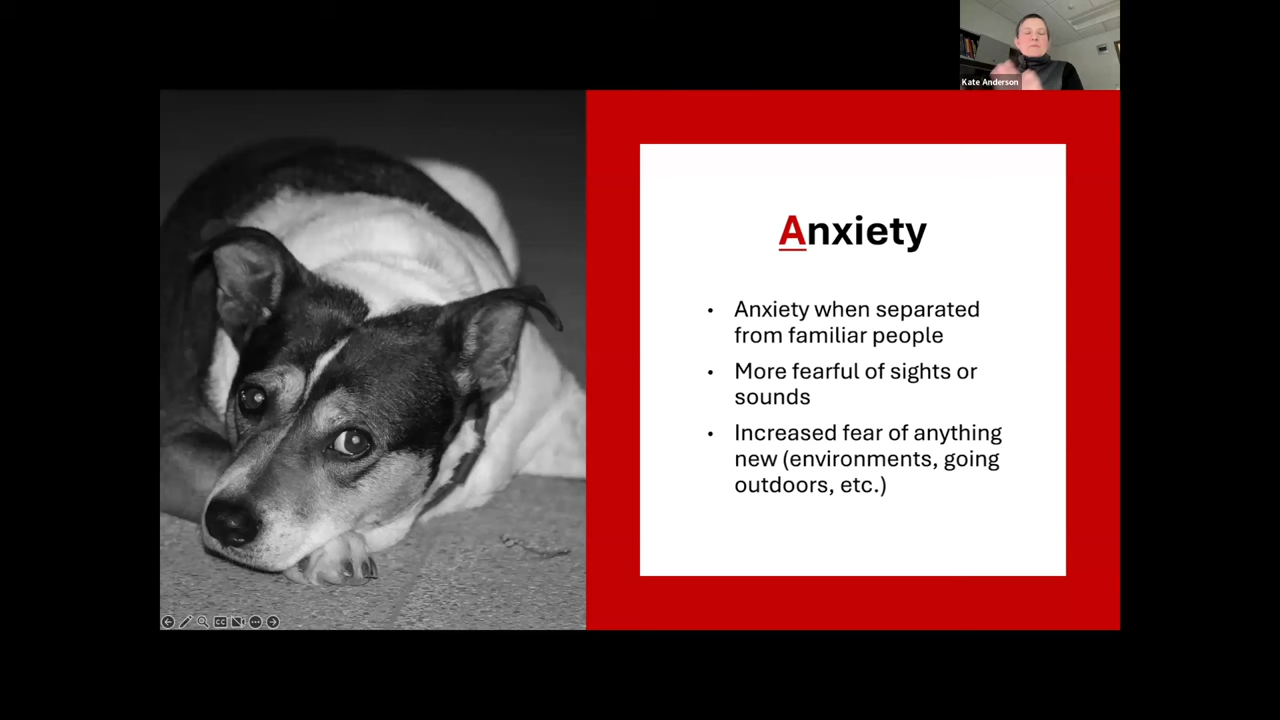 Kate Anderson
Anxiety
• Anxiety when separated
from familiar people
• More fearful of sights or
sounds
• Increased fear of anything
new (environments, going
outdoors, etc.)
CC